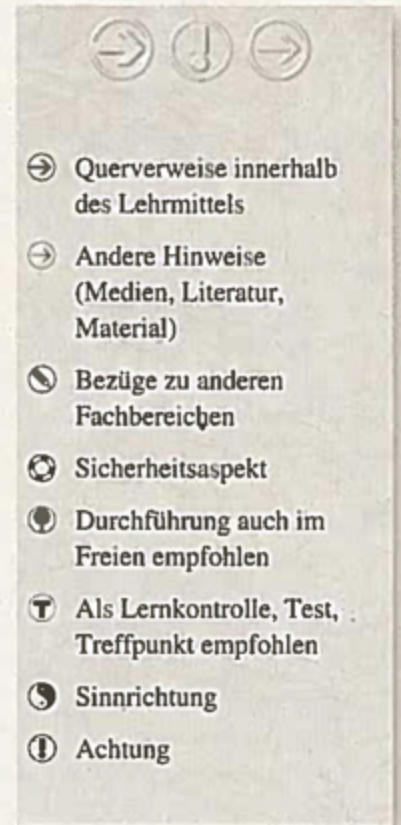 Querverweise innerhalb
des Lehrmittels
Andere Hinweise
(Medien, Literatur,
Material)
Bezüge zu anderen
Fachbereichen
Sicherheitsaspekt
Durchführung auch im
Freien empfohlen
T Als Lernkontrolle, Test,
Treffpunkt empfohlen
Sinnrichtung
! Achtung